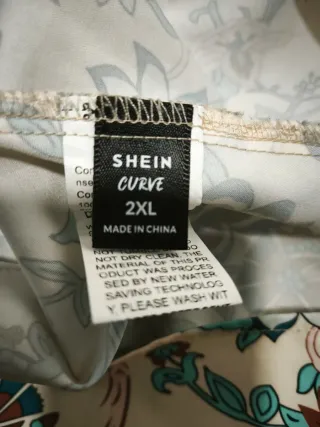 SHEIN
CURVE
2XL
MADE IN CHINA
NOT DRY CLEAN. THE
MATERIAL OF THIS PR
ODUCT WAS PROCES
SED BY NEW WATER
SAVING TECHNOLOG
Y. PLEASE WASH WIT